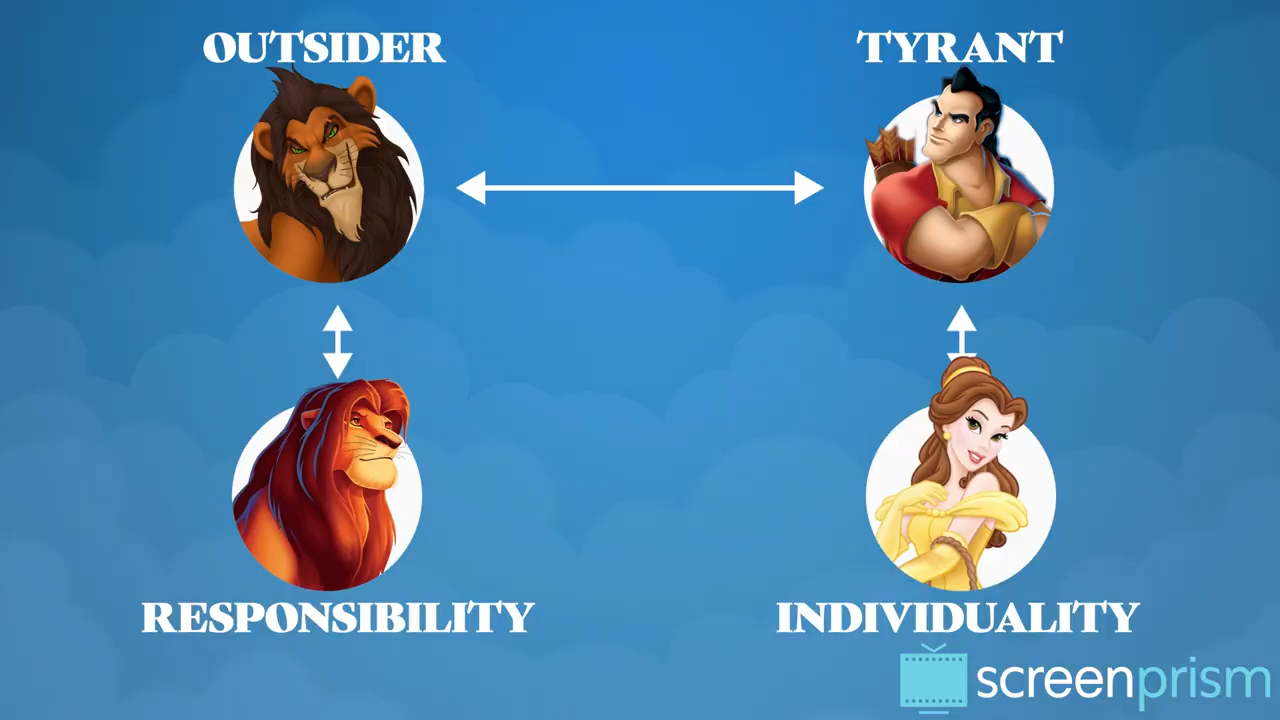 OUTSIDER
TYRANT
RESPONSIBILITY
INDIVIDUALITY
screenprism